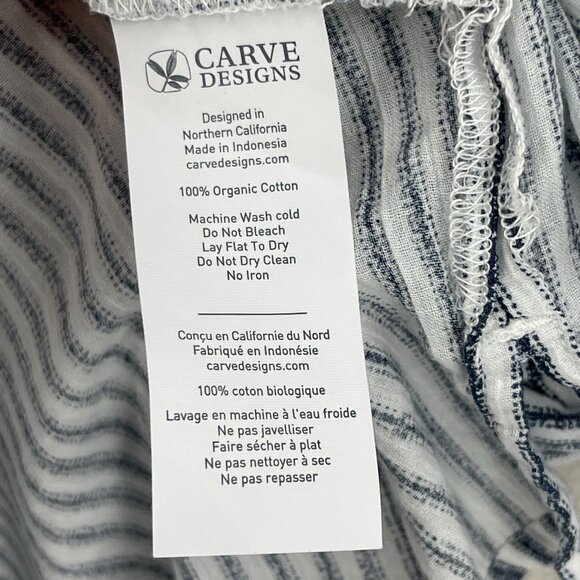 CARVE
DESIGNS
Designed in
Northern California
Made in Indonesia
carvedesigns.com
100% Organic Cotton
Machine Wash cold
Do Not Bleach
Lay Flat To Dry
Do Not Dry Clean
No Iron
Conçu en Californie du Nord
Fabriqué en Indonésie
carvedesigns.com
100% coton biologique
Lavage en machine à l'eau froide
Ne pas javelliser
Faire sécher à plat
Ne pas nettoyer à sec
Ne pas repasser